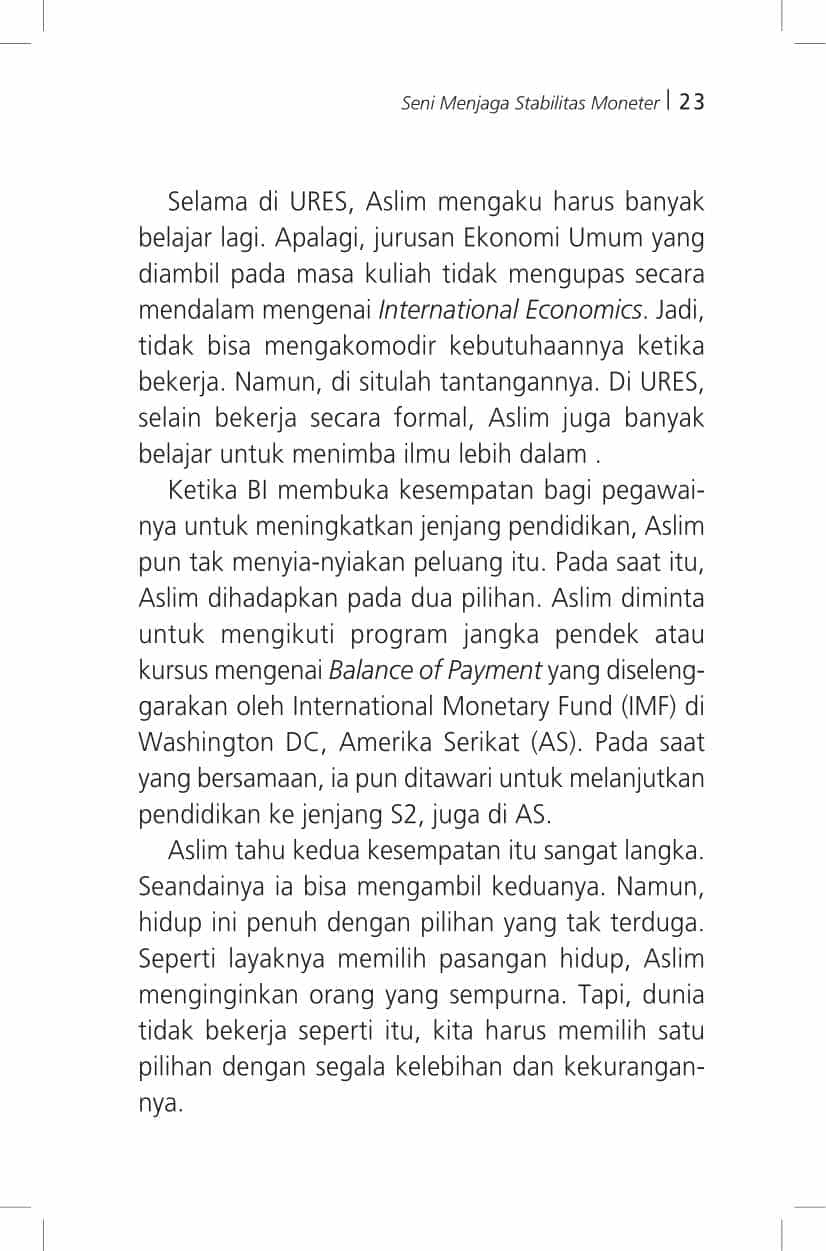 Seni Menjaga Stabilitas Moneter | 23
Selama di URES, Aslim mengaku harus banyak
belajar lagi. Apalagi, jurusan Ekonomi Umum yang
diambil pada masa kuliah tidak mengupas secara
mendalam mengenai International Economics. Jadi,
tidak bisa mengakomodir kebutuhaannya ketika
bekerja. Namun, di situlah tantangannya. Di URES,
selain bekerja secara formal, Aslim juga banyak
belajar untuk menimba ilmu lebih dalam .
Ketika BI membuka kesempatan bagi pegawai-
nya untuk meningkatkan jenjang pendidikan, Aslim
pun tak menyia-nyiakan peluang itu. Pada saat itu,
Aslim dihadapkan pada dua pilihan. Aslim diminta
untuk mengikuti program jangka pendek atau
kursus mengenai Balance of Payment yang diseleng-
garakan oleh International Monetary Fund (IMF) di
Washington DC, Amerika Serikat (AS). Pada saat
yang bersamaan, ia pun ditawari untuk melanjutkan
pendidikan ke jenjang S2, juga di AS.
Aslim tahu kedua kesempatan itu sangat langka.
Seandainya ia bisa mengambil keduanya. Namun,
hidup ini penuh dengan pilihan yang tak terduga.
Seperti layaknya memilih pasangan hidup, Aslim
menginginkan orang yang sempurna. Tapi, dunia
tidak bekerja seperti itu, kita harus memilih satu
pilihan dengan segala kelebihan dan kekurangan-
nya.